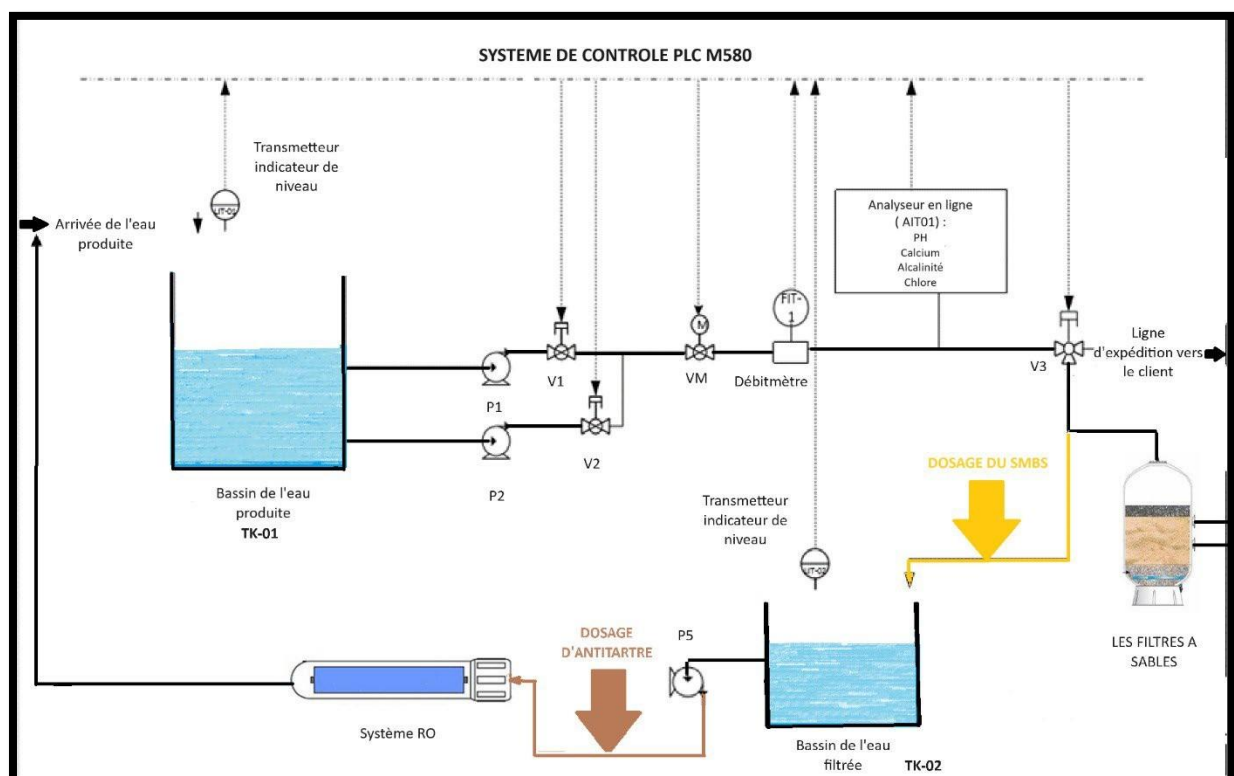 SYSTEME DE CONTROLE PLC M580
Transmetteur
indicateur de
niveau
Arrivée de l'eau
produite
Analyseur en ligne
( AIT01) :
PH
Calcium
Alcalinité
Chlore
FIT-
1
M
Ligne
d'expédition vers
le client
V1
VM
Débitmètre
V3
P1
V2
P2
Bassin de l'eau
produite
TK-01
DOSAGE DU SMBS
Transmetteur
indicateur de
niveau
DOSAGE
D'ANTITARTRE
P5
LES FILTRES A
SABLES
Système RO
Bassin de l'eau
filtrée
TK-02